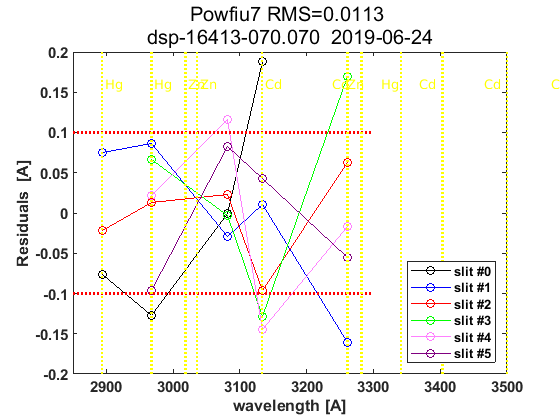 Powfiu7 RMS=0.0113
dsp-16413-070.070 2019-06-24
Hg Hg Zn Zn Cd Cd Cd Cd
0.2
0.15
0.1
0.05
0
-0.05
-0.1
-0.15
-0.2
Residuals [A]
slit #0
slit #1
slit #2
slit #3
slit #4
slit #5
2900 3000 3100 3200 3300 3400 3500
wavelength [A]